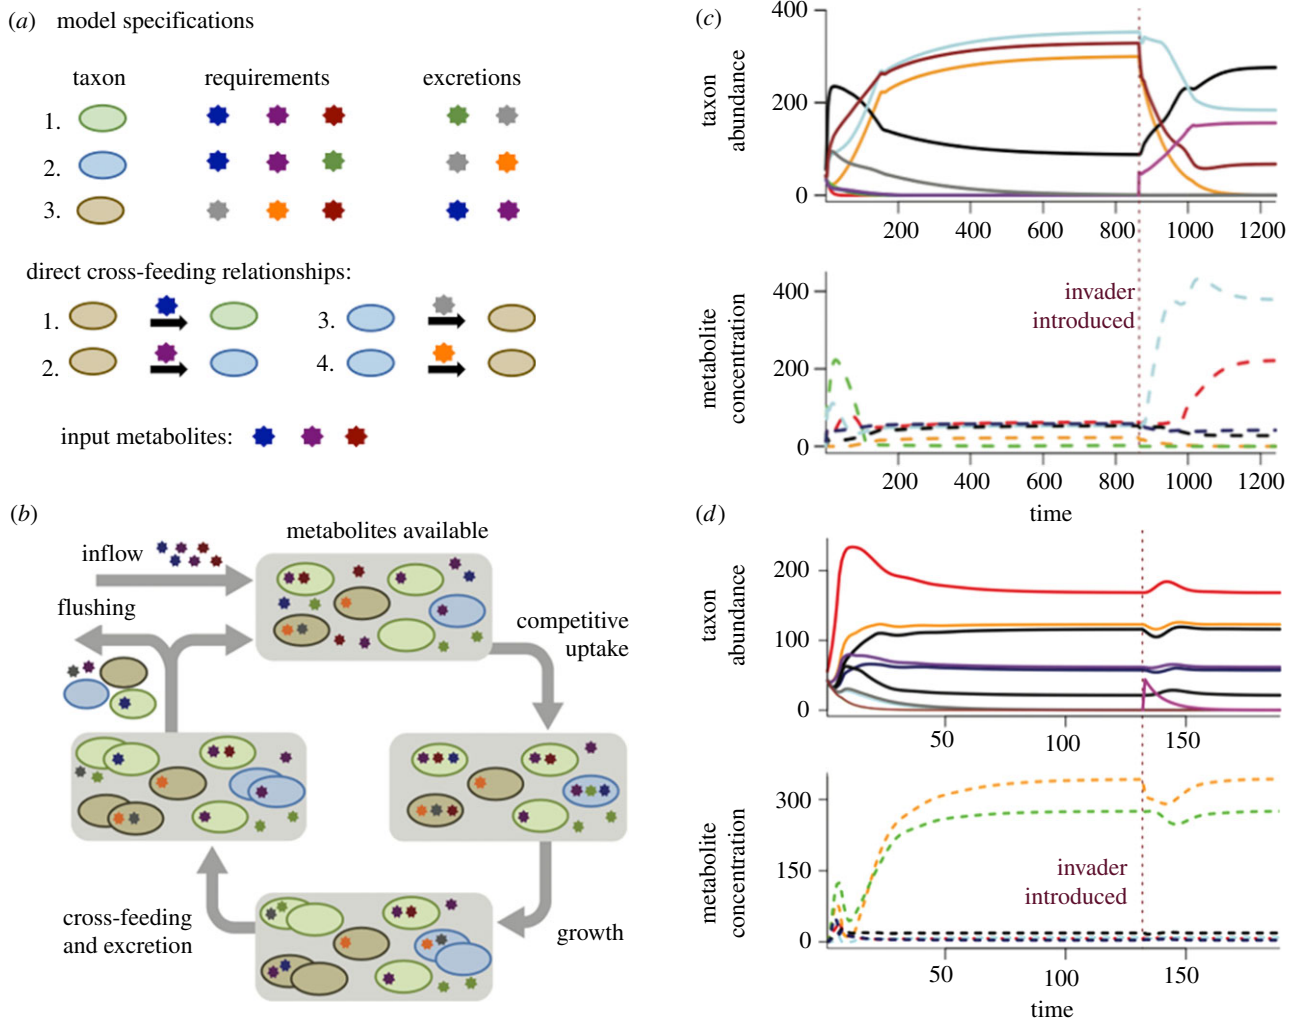 (a) model specifications
taxon requirements excretions
1.
2.
3.
direct cross-feeding relationships:
1. 3.
2. 4.
input metabolites:
(b)
metabolites available
inflow
flushing
competitive
uptake
growth
cross-feeding
and excretion
(c)
taxon
abundance
400
200
0
200 400 600 800 1000 1200
metabolite
concentration
400
200
0
invader
introduced
200 400 600 800 1000 1200
time
(d)
taxon
abundance
200
100
0
50 100 150
metabolite
concentration
300
150
0
invader
introduced
50 100 150
time